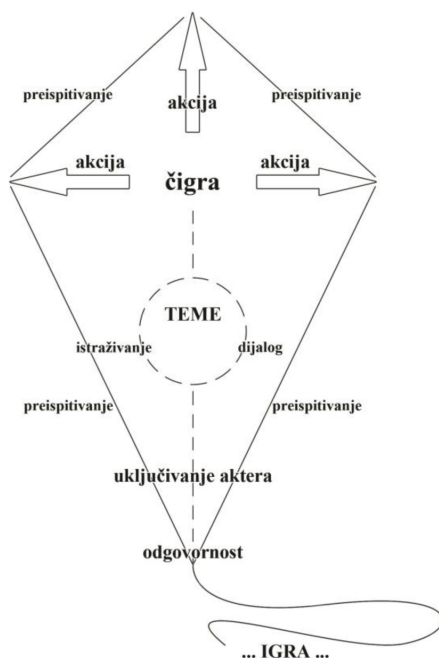 preispitivanje
akcija
preispitivanje
akcija
čigra
akcija
TEME
istraživanje
dijalog
preispitivanje
preispitivanje
uključivanje aktera
odgovornost
... IGRA ...